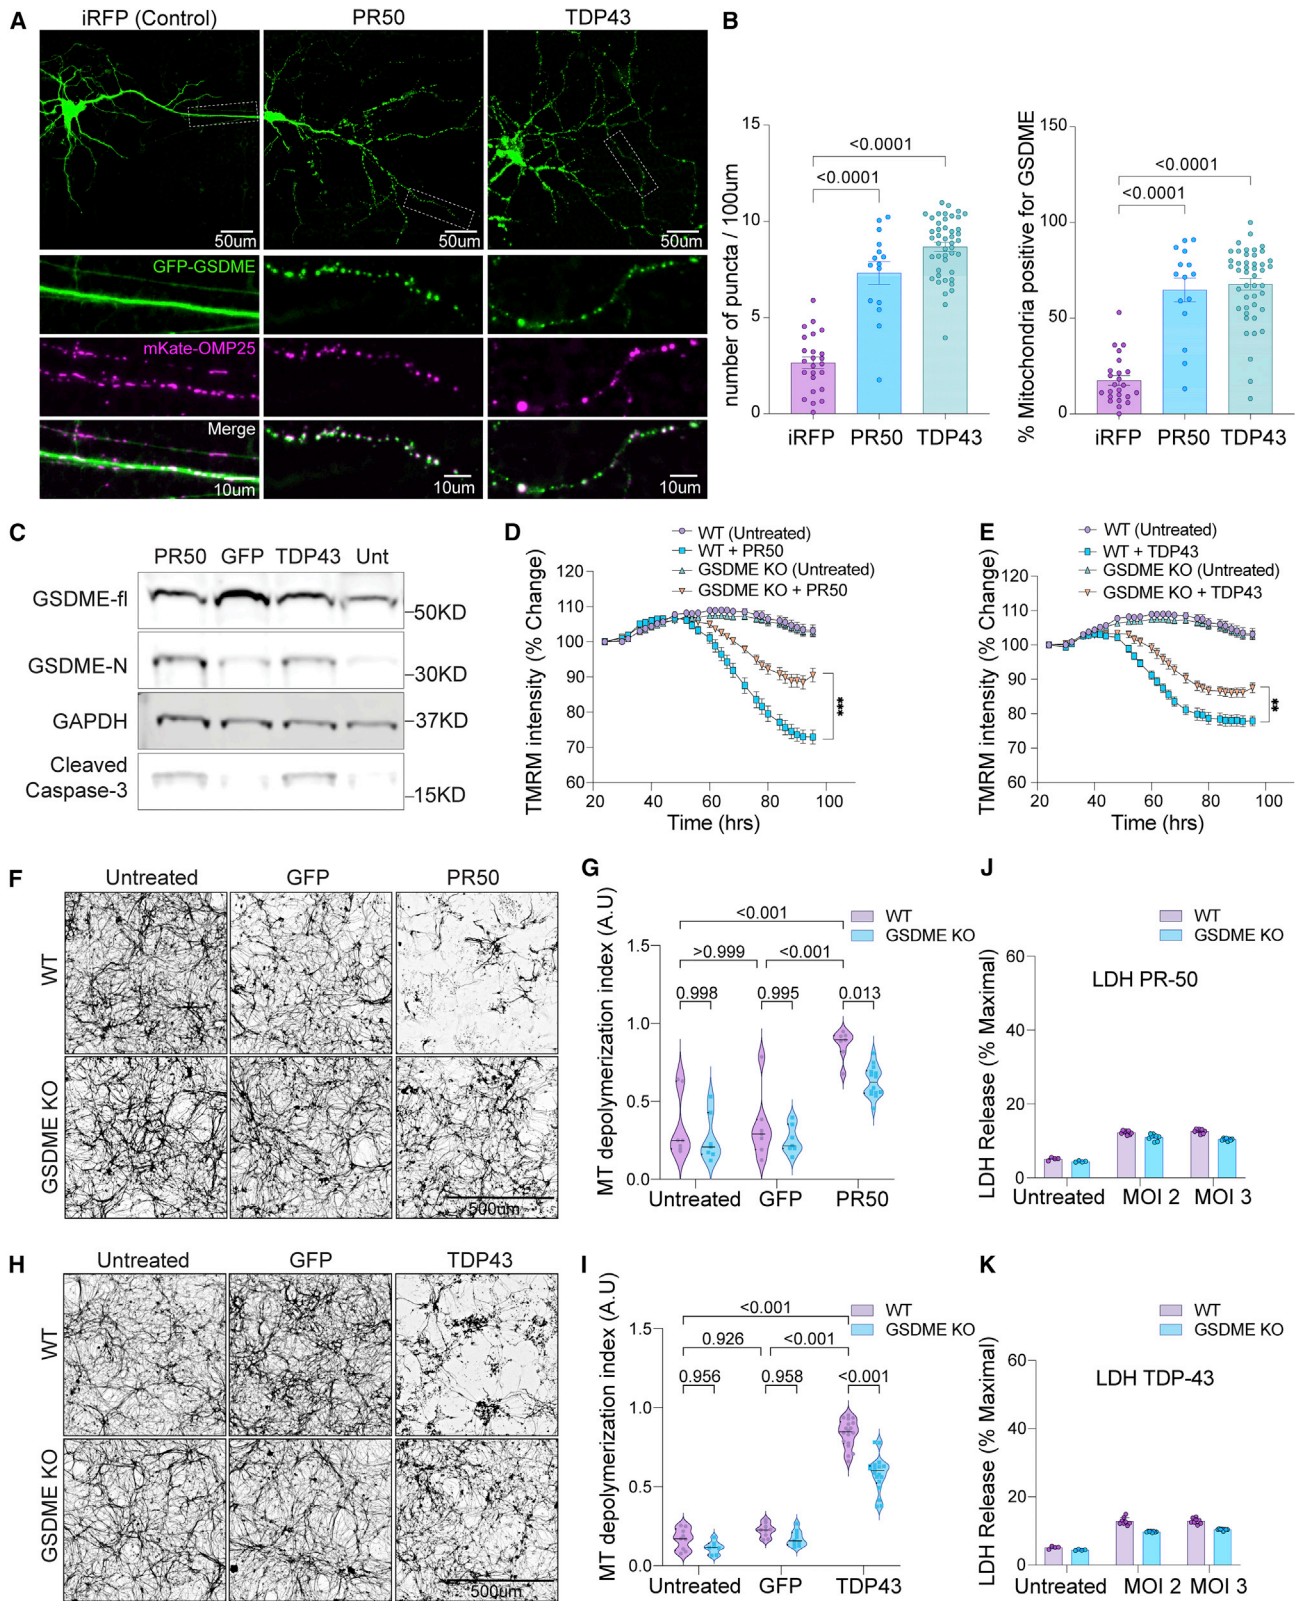 A
iRFP (Control)
PR50
TDP43
50um
50um
50um
GFP-GSDME
mKate-OMP25
Merge
10um
10um
10um
B
number of puncta / 100um
15
10
5
0
<0.0001
<0.0001
iRFP
PR50
TDP43
% Mitochondria positive for GSDME
150
100
50
0
<0.0001
<0.0001
iRFP
PR50
TDP43
C
PR50
GFP
TDP43
Unt
GSDME-fl
–50KD
GSDME-N
–30KD
GAPDH
–37KD
Cleaved
Caspase-3
–15KD
D
WT (Untreated)
WT + PR50
GSDME KO (Untreated)
GSDME KO + PR50
TMRM intensity (% Change)
120
110
100
90
80
70
60
***
20
40
60
80
100
Time (hrs)
E
WT (Untreated)
WT + TDP43
GSDME KO (Untreated)
GSDME KO + TDP43
TMRM intensity (% Change)
120
110
100
90
80
70
60
**
20
40
60
80
100
Time (hrs)
F
Untreated
GFP
PR50
WT
GSDME KO
500um
G
WT
GSDME KO
MT depolymerization index (A.U)
1.5
1.0
0.5
0.0
<0.001
>0.999
<0.001
0.998
0.995
0.013
Untreated
GFP
PR50
J
WT
GSDME KO
LDH PR-50
LDH Release (% Maximal)
60
40
20
0
Untreated
MOI 2
MOI 3
H
Untreated
GFP
TDP43
WT
GSDME KO
500um
I
WT
GSDME KO
MT depolymerization index (A.U)
1.5
1.0
0.5
0.0
<0.001
0.926
<0.001
0.956
0.958
<0.001
Untreated
GFP
TDP43
K
WT
GSDME KO
LDH TDP-43
LDH Release (% Maximal)
60
40
20
0
Untreated
MOI 2
MOI 3